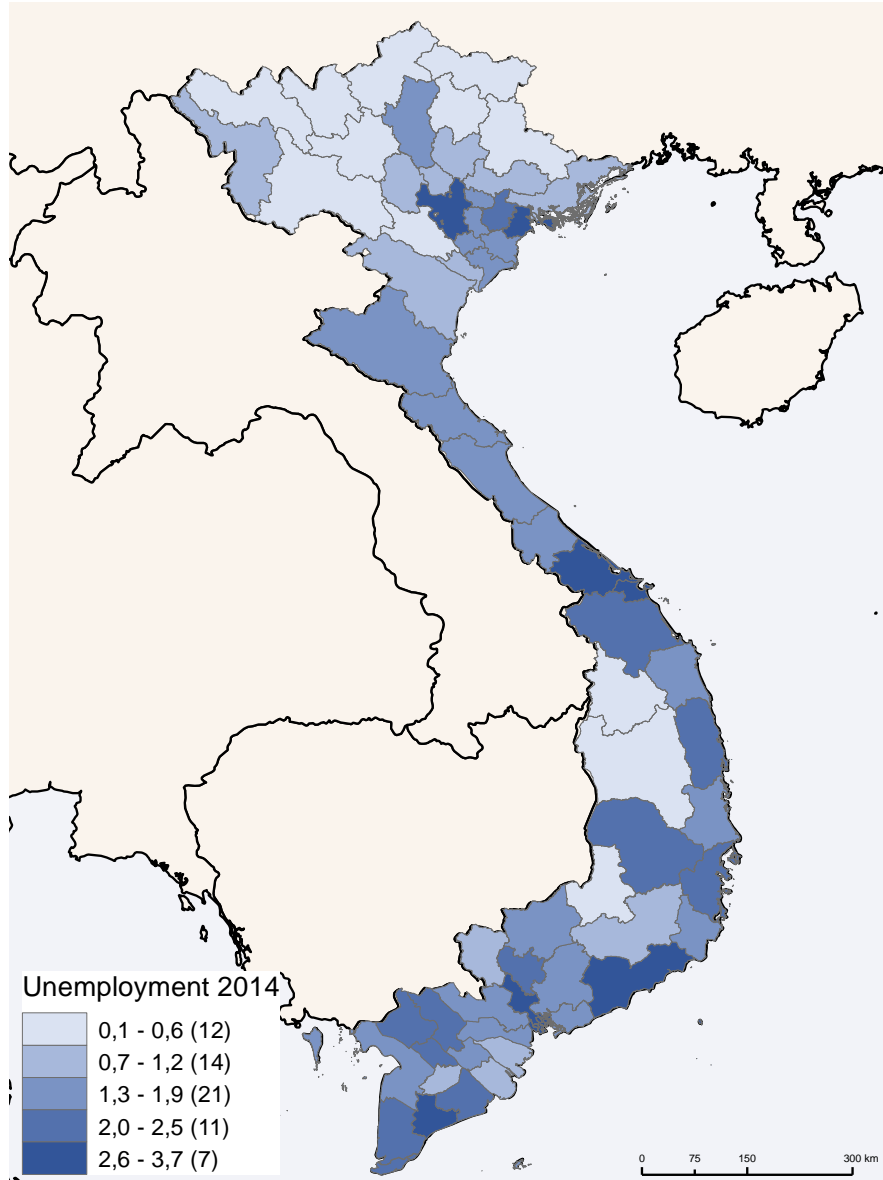 Unemployment 2014
0,1 - 0,6 (12)
0,7 - 1,2 (14)
1,3 - 1,9 (21)
2,0 - 2,5 (11)
2,6 - 3,7 (7)
0 75 150 300 km